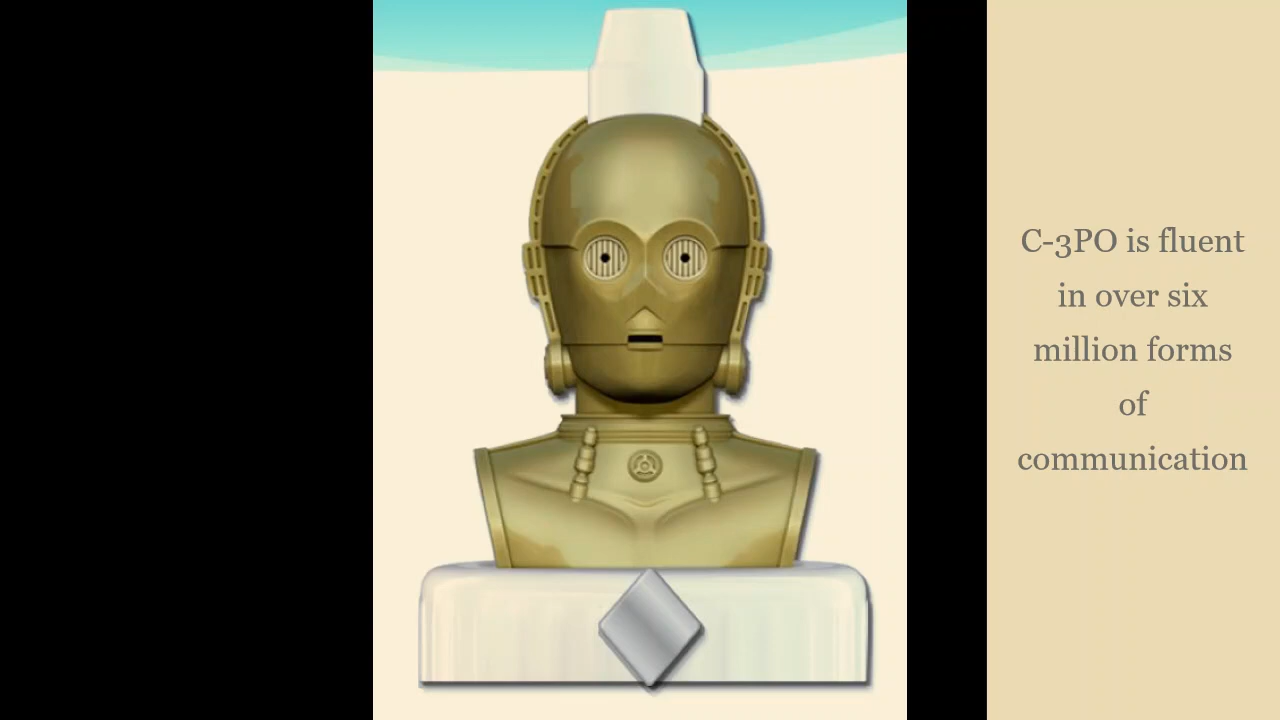 C-3PO is fluent
in over six
million forms
of
communication